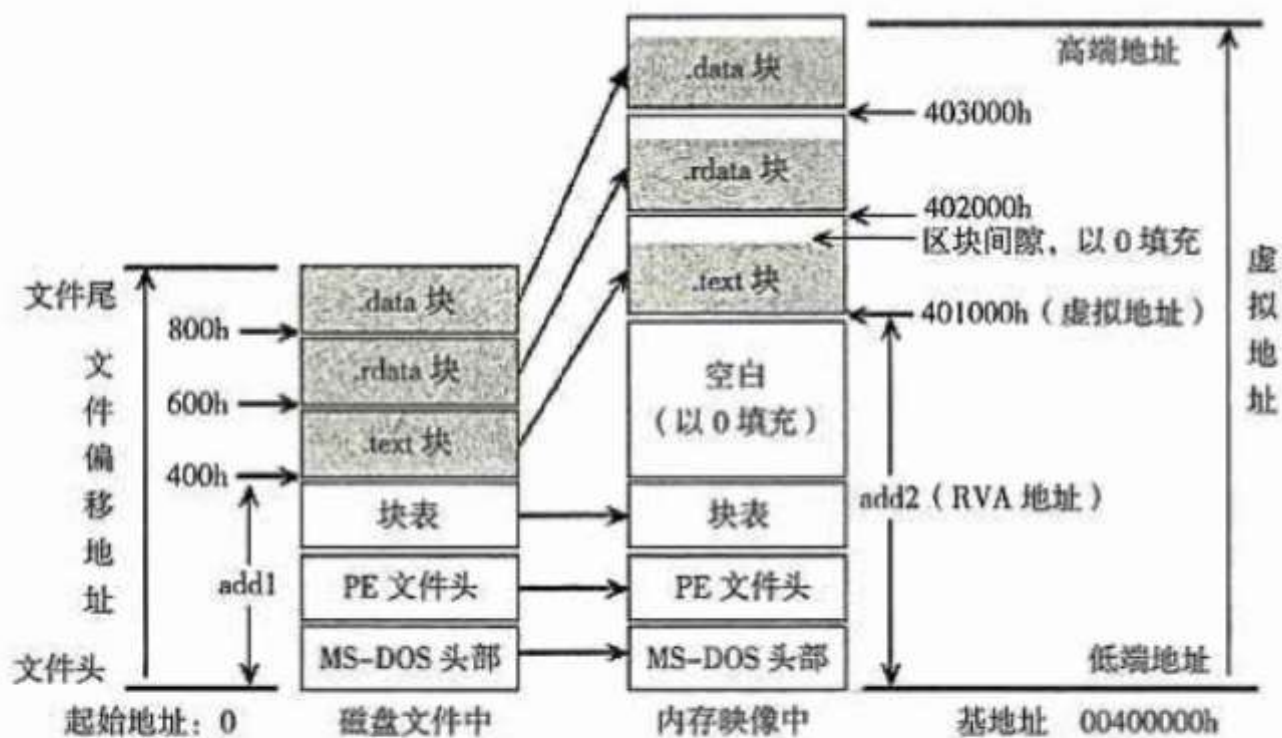 高端地址
.data 块
403000h
.rdata 块
402000h
区块间隙，以 0 填充
.text 块
401000h（虚拟地址）
虚拟地址
文件尾
.data 块
800h
.rdata 块
600h
.text 块
400h
文件偏移地址
空白
（以 0 填充）
块表
块表
add2（RVA 地址）
add1
PE 文件头
PE 文件头
MS-DOS 头部
MS-DOS 头部
文件头
低端地址
起始地址：0
磁盘文件中
内存映像中
基地址 00400000h